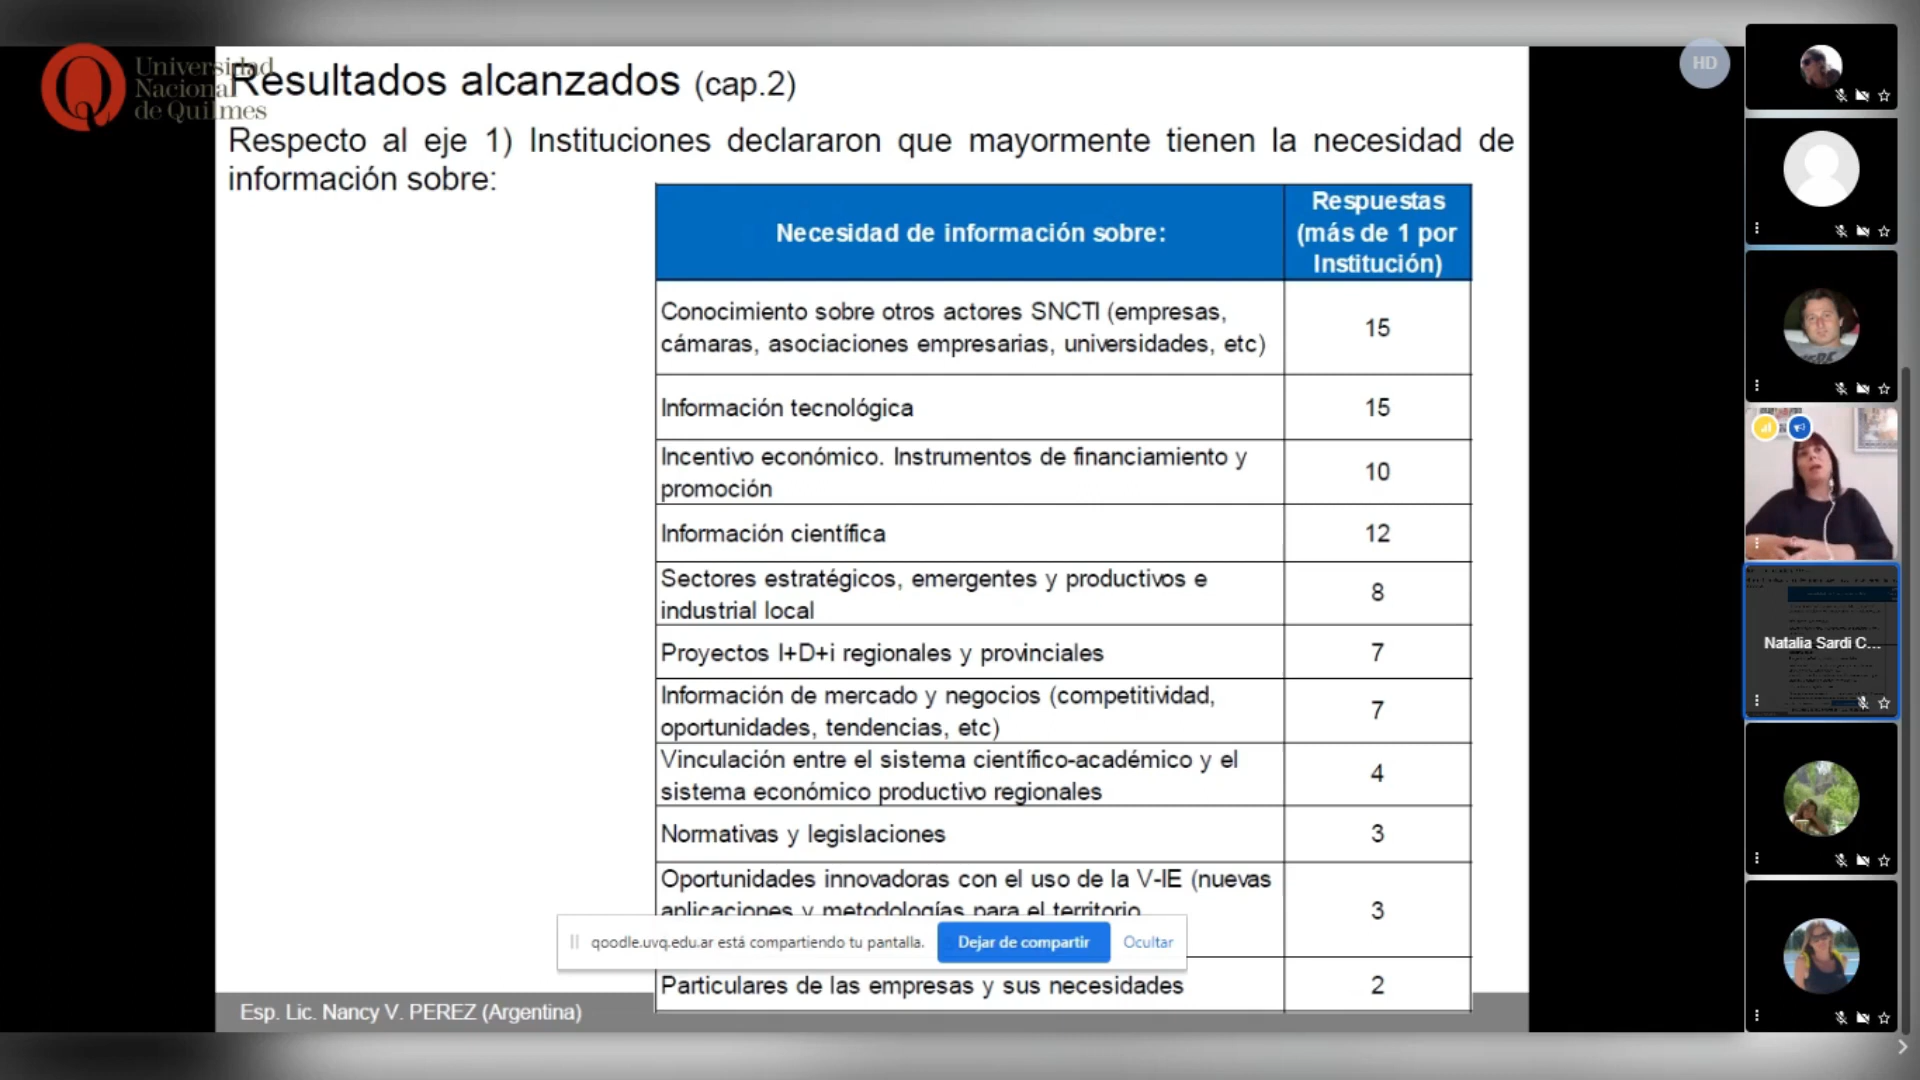 Universidad
Nacional
de Quilmes
Resultados alcanzados (cap.2)
HD
Respecto al eje 1) Instituciones declararon que mayormente tienen la necesidad de
información sobre:
Necesidad de información sobre:
Respuestas
(más de 1 por
Institución)
Conocimiento sobre otros actores SNCTI (empresas,
cámaras, asociaciones empresarias, universidades, etc)
15
Información tecnológica
15
Incentivo económico. Instrumentos de financiamiento y
promoción
10
Información científica
12
Sectores estratégicos, emergentes y productivos e
industrial local
8
Proyectos I+D+i regionales y provinciales
7
Información de mercado y negocios (competitividad,
oportunidades, tendencias, etc)
7
Vinculación entre el sistema científico-académico y el
sistema económico productivo regionales
4
Normativas y legislaciones
3
Oportunidades innovadoras con el uso de la V-IE (nuevas
aplicaciones y metodologías para el territorio
3
qoodle.uvq.edu.ar está compartiendo tu pantalla.
Dejar de compartir
Ocultar
Particulares de las empresas y sus necesidades
2
Esp. Lic. Nancy V. PEREZ (Argentina)
Natalia Sardi C...